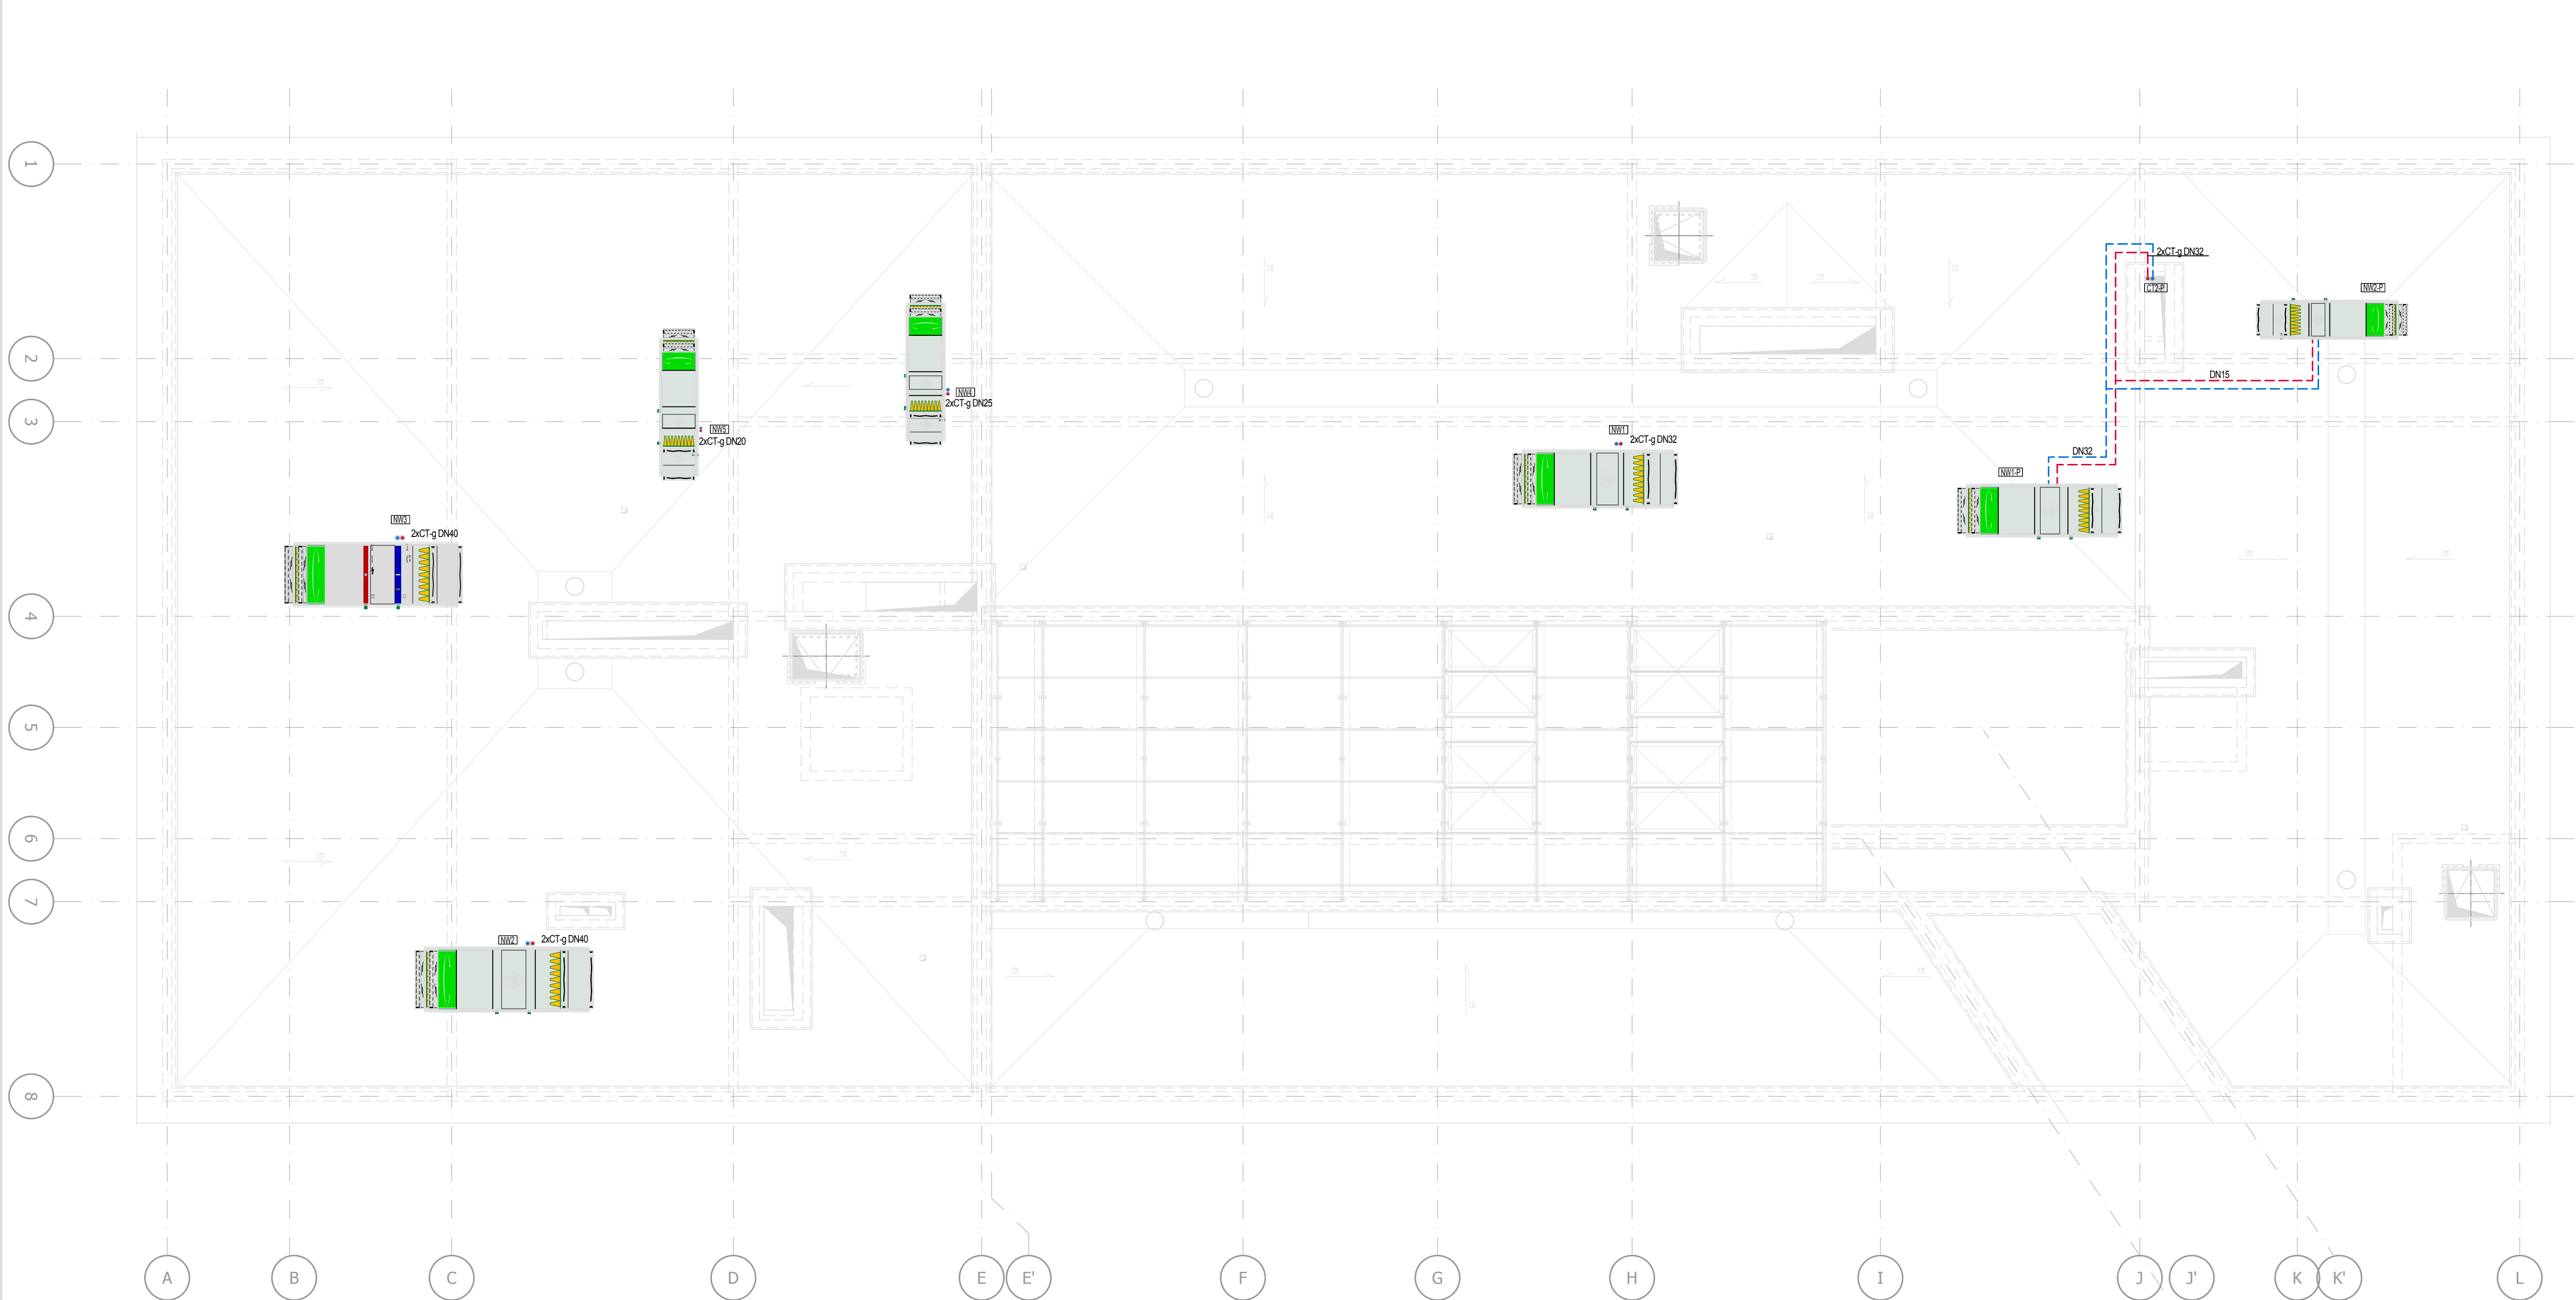 1
2xCT-g DN32
CT2-P
NW2-P
2
DN15
NW4
2xCT-g DN25
3
NW5
2xCT-g DN20
NW1
2xCT-g DN32
DN32
NW1-P
NW3
2xCT-g DN40
4
5
6
7
NW2
2xCT-g DN40
8
A
B
C
D
E
E'
F
G
H
I
J
J'
K
K'
L